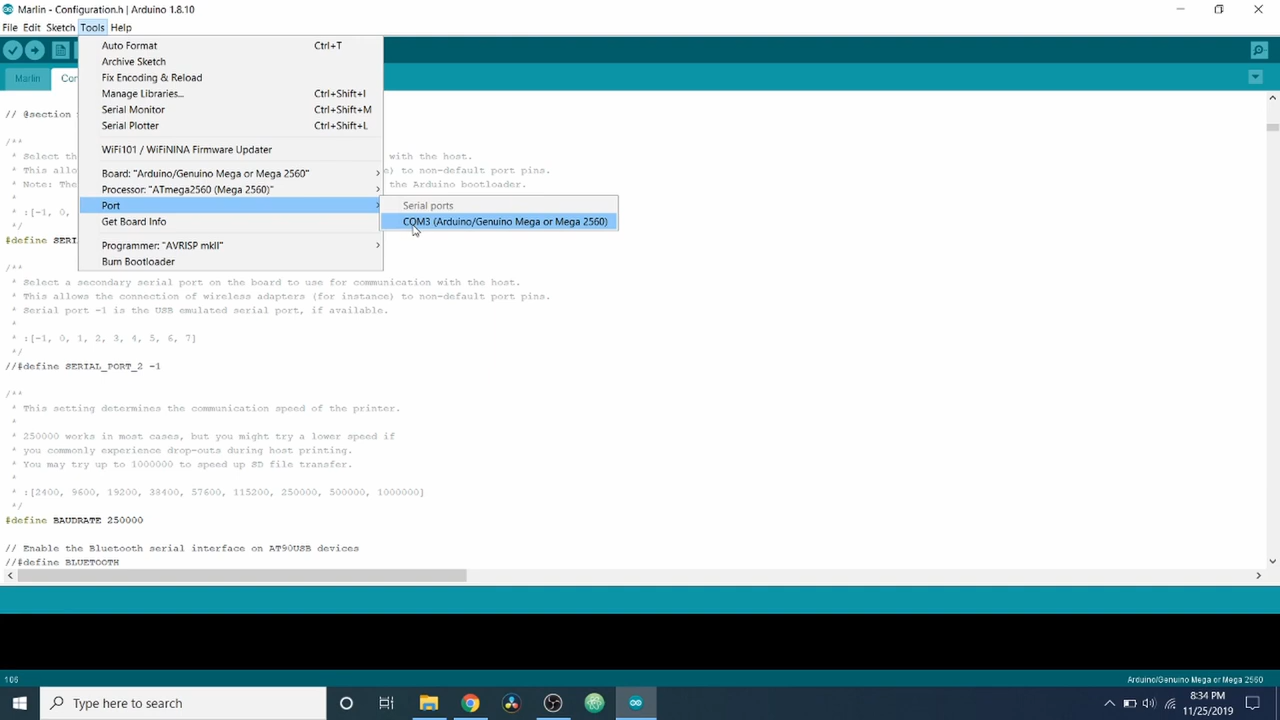 Marlin - Configuration.h | Arduino 1.8.10
File Edit Sketch Tools Help
Auto Format Ctrl+T
Archive Sketch
Fix Encoding & Reload
Manage Libraries... Ctrl+Shift+I
Serial Monitor Ctrl+Shift+M
Serial Plotter Ctrl+Shift+L
WiFi101 / WiFiNINA Firmware Updater
Board: "Arduino/Genuino Mega or Mega 2560"
Processor: "ATmega2560 (Mega 2560)"
Port
Get Board Info
Programmer: "AVRISP mkII"
Burn Bootloader
Serial ports
COM3 (Arduino/Genuino Mega or Mega 2560)
Marlin Con
// @section
/**
* Select th with the host.
* This allo e) to non-default port pins.
* Note: The the Arduino bootloader.
*
* :[-1, 0,
*/
#define SERI
/**
* Select a secondary serial port on the board to use for communication with the host.
* This allows the connection of wireless adapters (for instance) to non-default port pins.
* Serial port -1 is the USB emulated serial port, if available.
*
* :[-1, 0, 1, 2, 3, 4, 5, 6, 7]
*/
//#define SERIAL_PORT_2 -1
/**
* This setting determines the communication speed of the printer.
*
* 250000 works in most cases, but you might try a lower speed if
* you commonly experience drop-outs during host printing.
* You may try up to 1000000 to speed up SD file transfer.
*
* :[2400, 9600, 19200, 38400, 57600, 115200, 250000, 500000, 1000000]
*/
#define BAUDRATE 250000
// Enable the Bluetooth serial interface on AT90USB devices
//#define BLUETOOTH
106 Arduino/Genuino Mega or Mega 2560
Type here to search
8:34 PM
11/25/2019